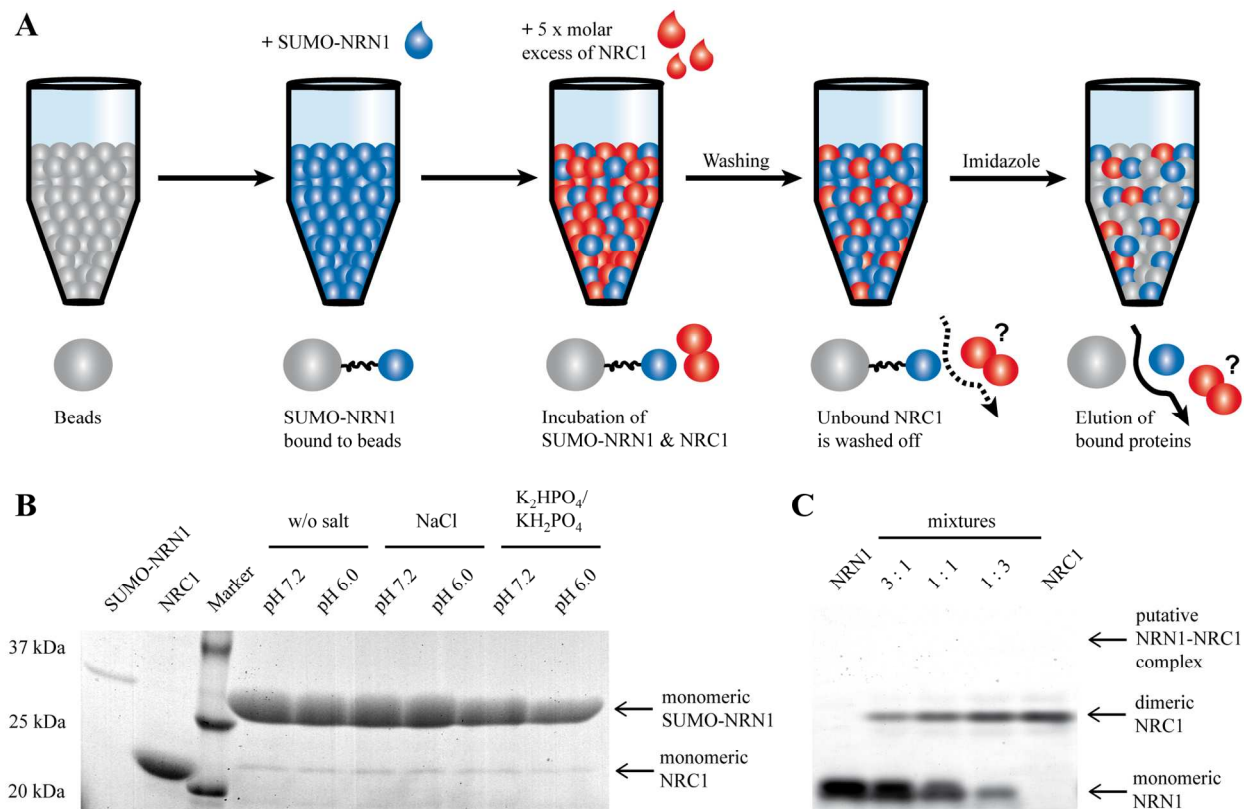 A
+ SUMO-NRN1
+ 5 x molar
excess of NRC1
Washing
Imidazole
?
?
Beads
SUMO-NRN1
bound to beads
Incubation of
SUMO-NRN1 & NRC1
Unbound NRC1
is washed off
Elution of
bound proteins
B
SUMO-NRN1
NRC1
Marker
w/o salt
NaCl
K₂HPO₄/
KH₂PO₄
pH 7.2
pH 6.0
pH 7.2
pH 6.0
pH 7.2
pH 6.0
37 kDa
25 kDa
20 kDa
monomeric
SUMO-NRN1
monomeric
NRC1
C
mixtures
NRN1
3 : 1
1 : 1
1 : 3
NRC1
putative
NRN1-NRC1
complex
dimeric
NRC1
monomeric
NRN1